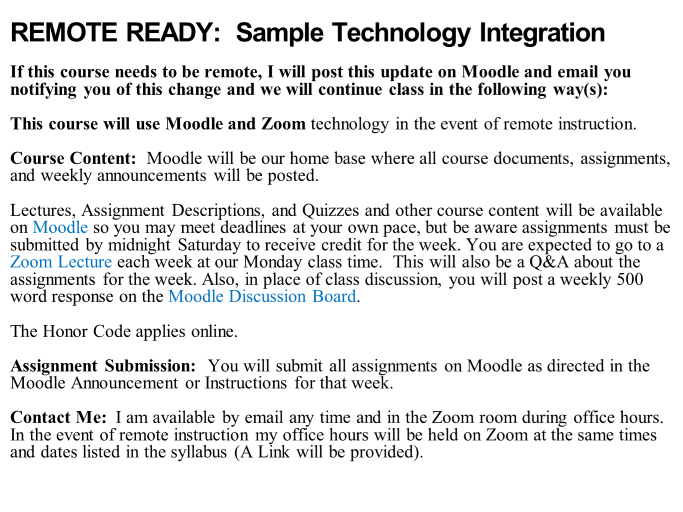 REMOTE READY:  Sample Technology Integration
If this course needs to be remote, I will post this update on Moodle and email you
notifying you of this change and we will continue class in the following way(s):
This course will use Moodle and Zoom technology in the event of remote instruction.
Course Content:  Moodle will be our home base where all course documents, assignments,
and weekly announcements will be posted.
Lectures, Assignment Descriptions, and Quizzes and other course content will be available
on Moodle so you may meet deadlines at your own pace, but be aware assignments must be
submitted by midnight Saturday to receive credit for the week. You are expected to go to a
Zoom Lecture each week at our Monday class time.  This will also be a Q&A about the
assignments for the week. Also, in place of class discussion, you will post a weekly 500
word response on the Moodle Discussion Board.
The Honor Code applies online.
Assignment Submission:  You will submit all assignments on Moodle as directed in the
Moodle Announcement or Instructions for that week.
Contact Me:  I am available by email any time and in the Zoom room during office hours.
In the event of remote instruction my office hours will be held on Zoom at the same times
and dates listed in the syllabus (A Link will be provided).